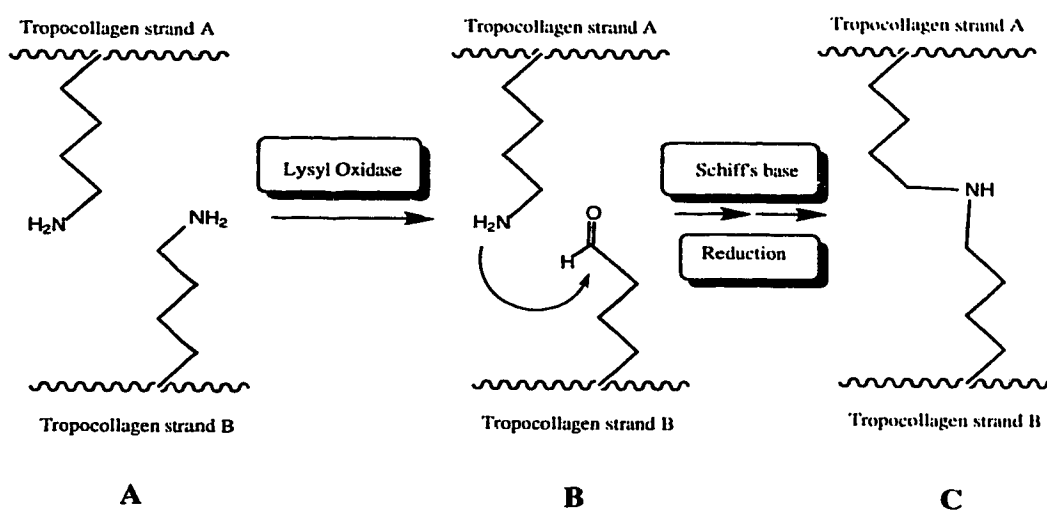 Tropocollagen strand A
Tropocollagen strand A
Tropocollagen strand A
Lysyl Oxidase
Schiff's base
Reduction
H₂N
NH₂
H₂N
O
H
NH
Tropocollagen strand B
Tropocollagen strand B
Tropocollagen strand B
A
B
C